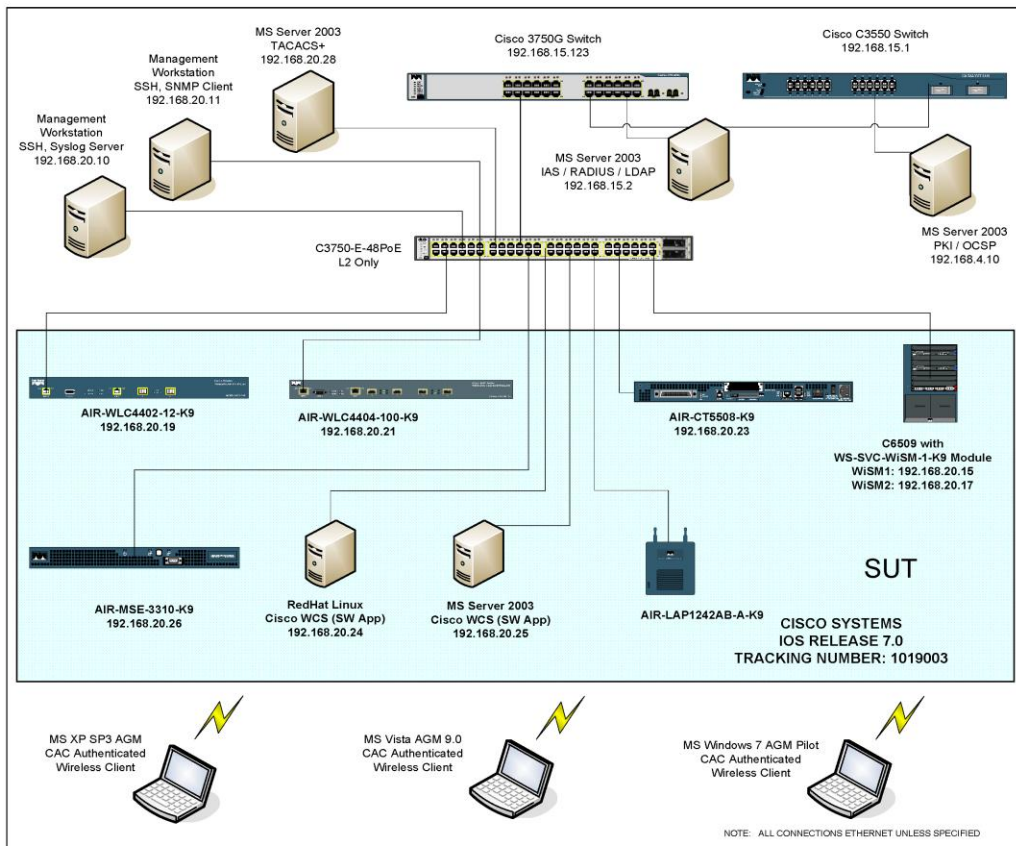 MS Server 2003
TACACS+
192.168.20.28
Cisco 3750G Switch
192.168.15.123
Cisco C3550 Switch
192.168.15.1
Management
Workstation
SSH, SNMP Client
192.168.20.11
Management
Workstation
SSH, Syslog Server
192.168.20.10
MS Server 2003
IAS / RADIUS / LDAP
192.168.15.2
MS Server 2003
PKI / OCSP
192.168.4.10
C3750-E-48PoE
L2 Only
AIR-WLC4402-12-K9
192.168.20.19
AIR-WLC4404-100-K9
192.168.20.21
AIR-CT5508-K9
192.168.20.23
C6509 with
WS-SVC-WiSM-1-K9 Module
WiSM1: 192.168.20.15
WiSM2: 192.168.20.17
AIR-MSE-3310-K9
192.168.20.26
RedHat Linux
Cisco WCS (SW App)
192.168.20.24
MS Server 2003
Cisco WCS (SW App)
192.168.20.25
AIR-LAP1242AB-A-K9
SUT
CISCO SYSTEMS
IOS RELEASE 7.0
TRACKING NUMBER: 1019003
MS XP SP3 AGM
CAC Authenticated
Wireless Client
MS Vista AGM 9.0
CAC Authenticated
Wireless Client
MS Windows 7 AGM Pilot
CAC Authenticated
Wireless Client
NOTE: ALL CONNECTIONS ETHERNET UNLESS SPECIFIED